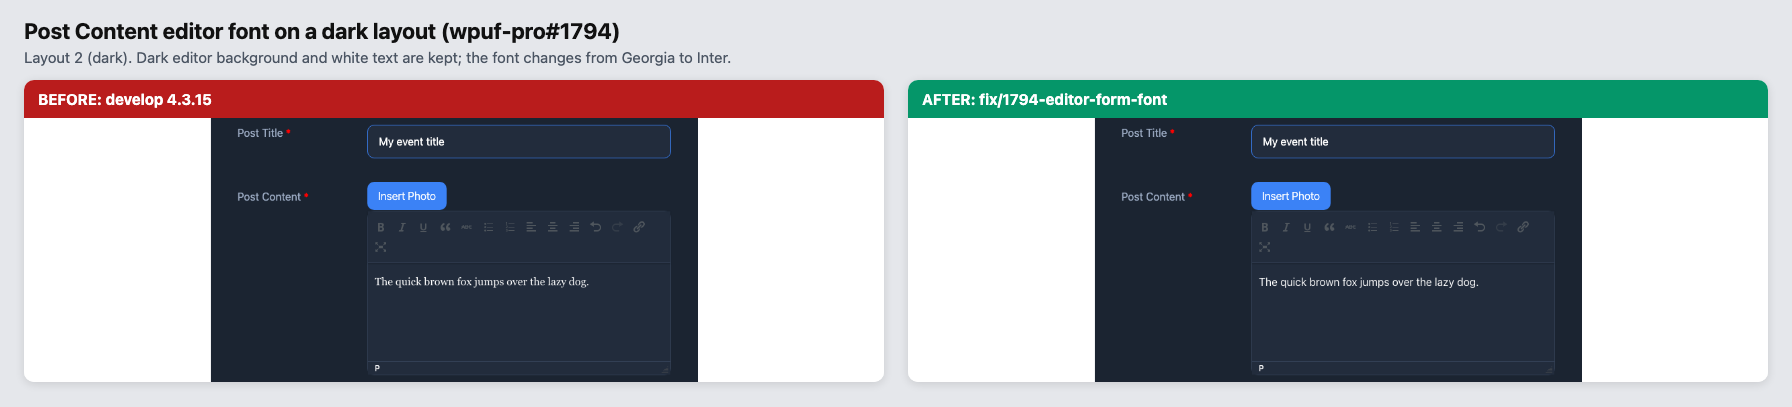 Post Content editor font on a dark layout (wpuf-pro#1794)
Layout 2 (dark). Dark editor background and white text are kept; the font changes from Georgia to Inter.
BEFORE: develop 4.3.15
Post Title *
My event title
Post Content *
Insert Photo
B I U “ ABC
The quick brown fox jumps over the lazy dog.
P
AFTER: fix/1794-editor-form-font
Post Title *
My event title
Post Content *
Insert Photo
B I U “ ABC
The quick brown fox jumps over the lazy dog.
P